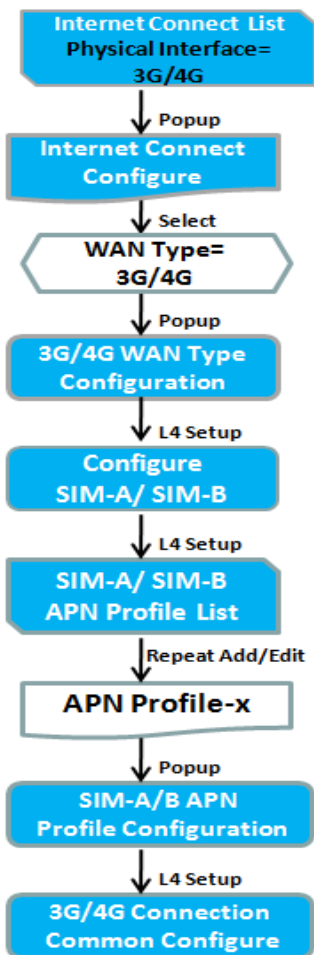 Internet Connect List
Physical Interface=
3G/4G
Popup
Internet Connect
Configure
Select
WAN Type=
3G/4G
Popup
3G/4G WAN Type
Configuration
L4 Setup
Configure
SIM-A/ SIM-B
L4 Setup
SIM-A/ SIM-B
APN Profile List
Repeat Add/Edit
APN Profile-x
Popup
SIM-A/B APN
Profile Configuration
L4 Setup
3G/4G Connection
Common Configure